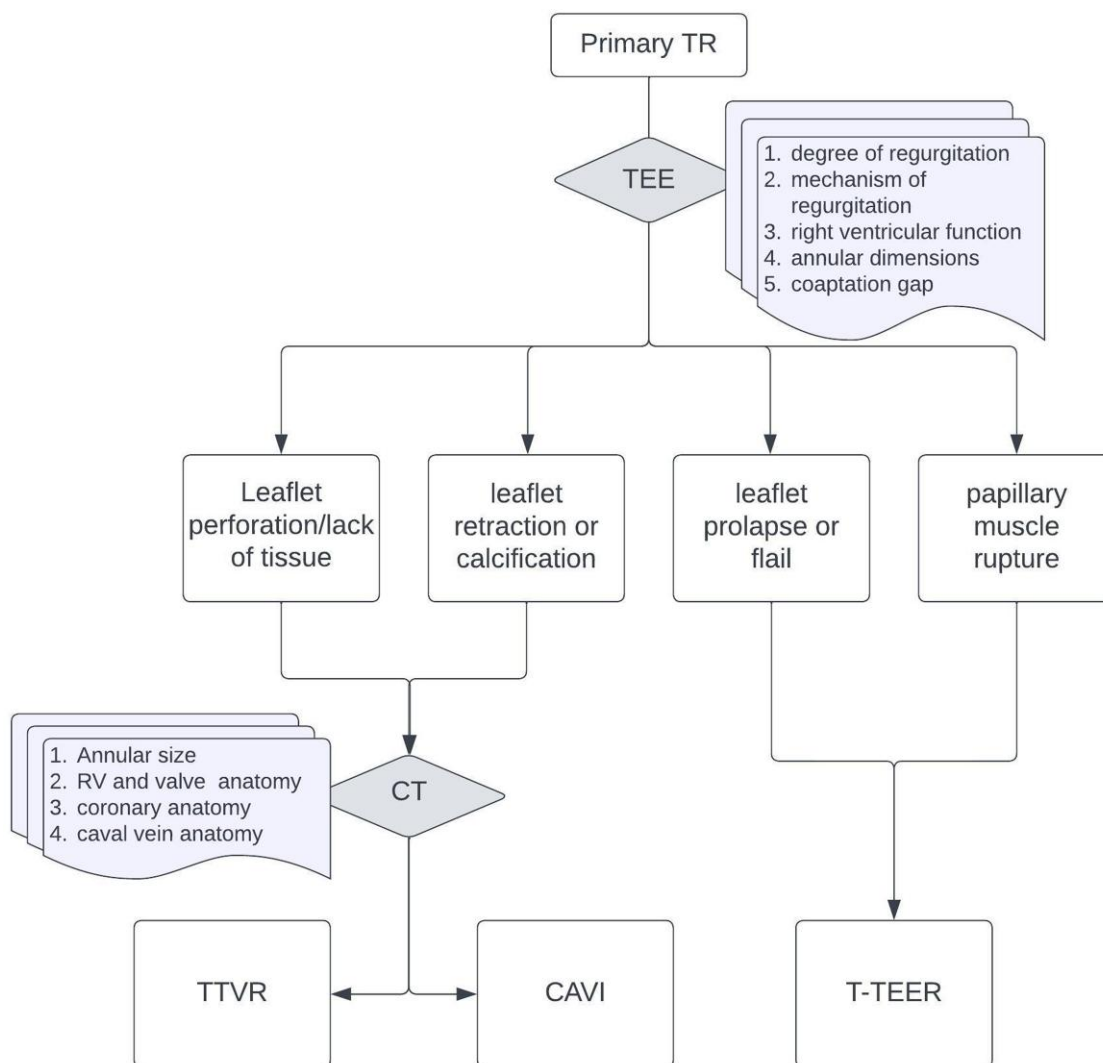 Primary TR
TEE
1. degree of regurgitation
2. mechanism of
regurgitation
3. right ventricular function
4. annular dimensions
5. coaptation gap
Leaflet
perforation/lack
of tissue
leaflet
retraction or
calcification
leaflet
prolapse or
flail
papillary
muscle
rupture
1. Annular size
2. RV and valve anatomy
3. coronary anatomy
4. caval vein anatomy
CT
TTVR
CAVI
T-TEER